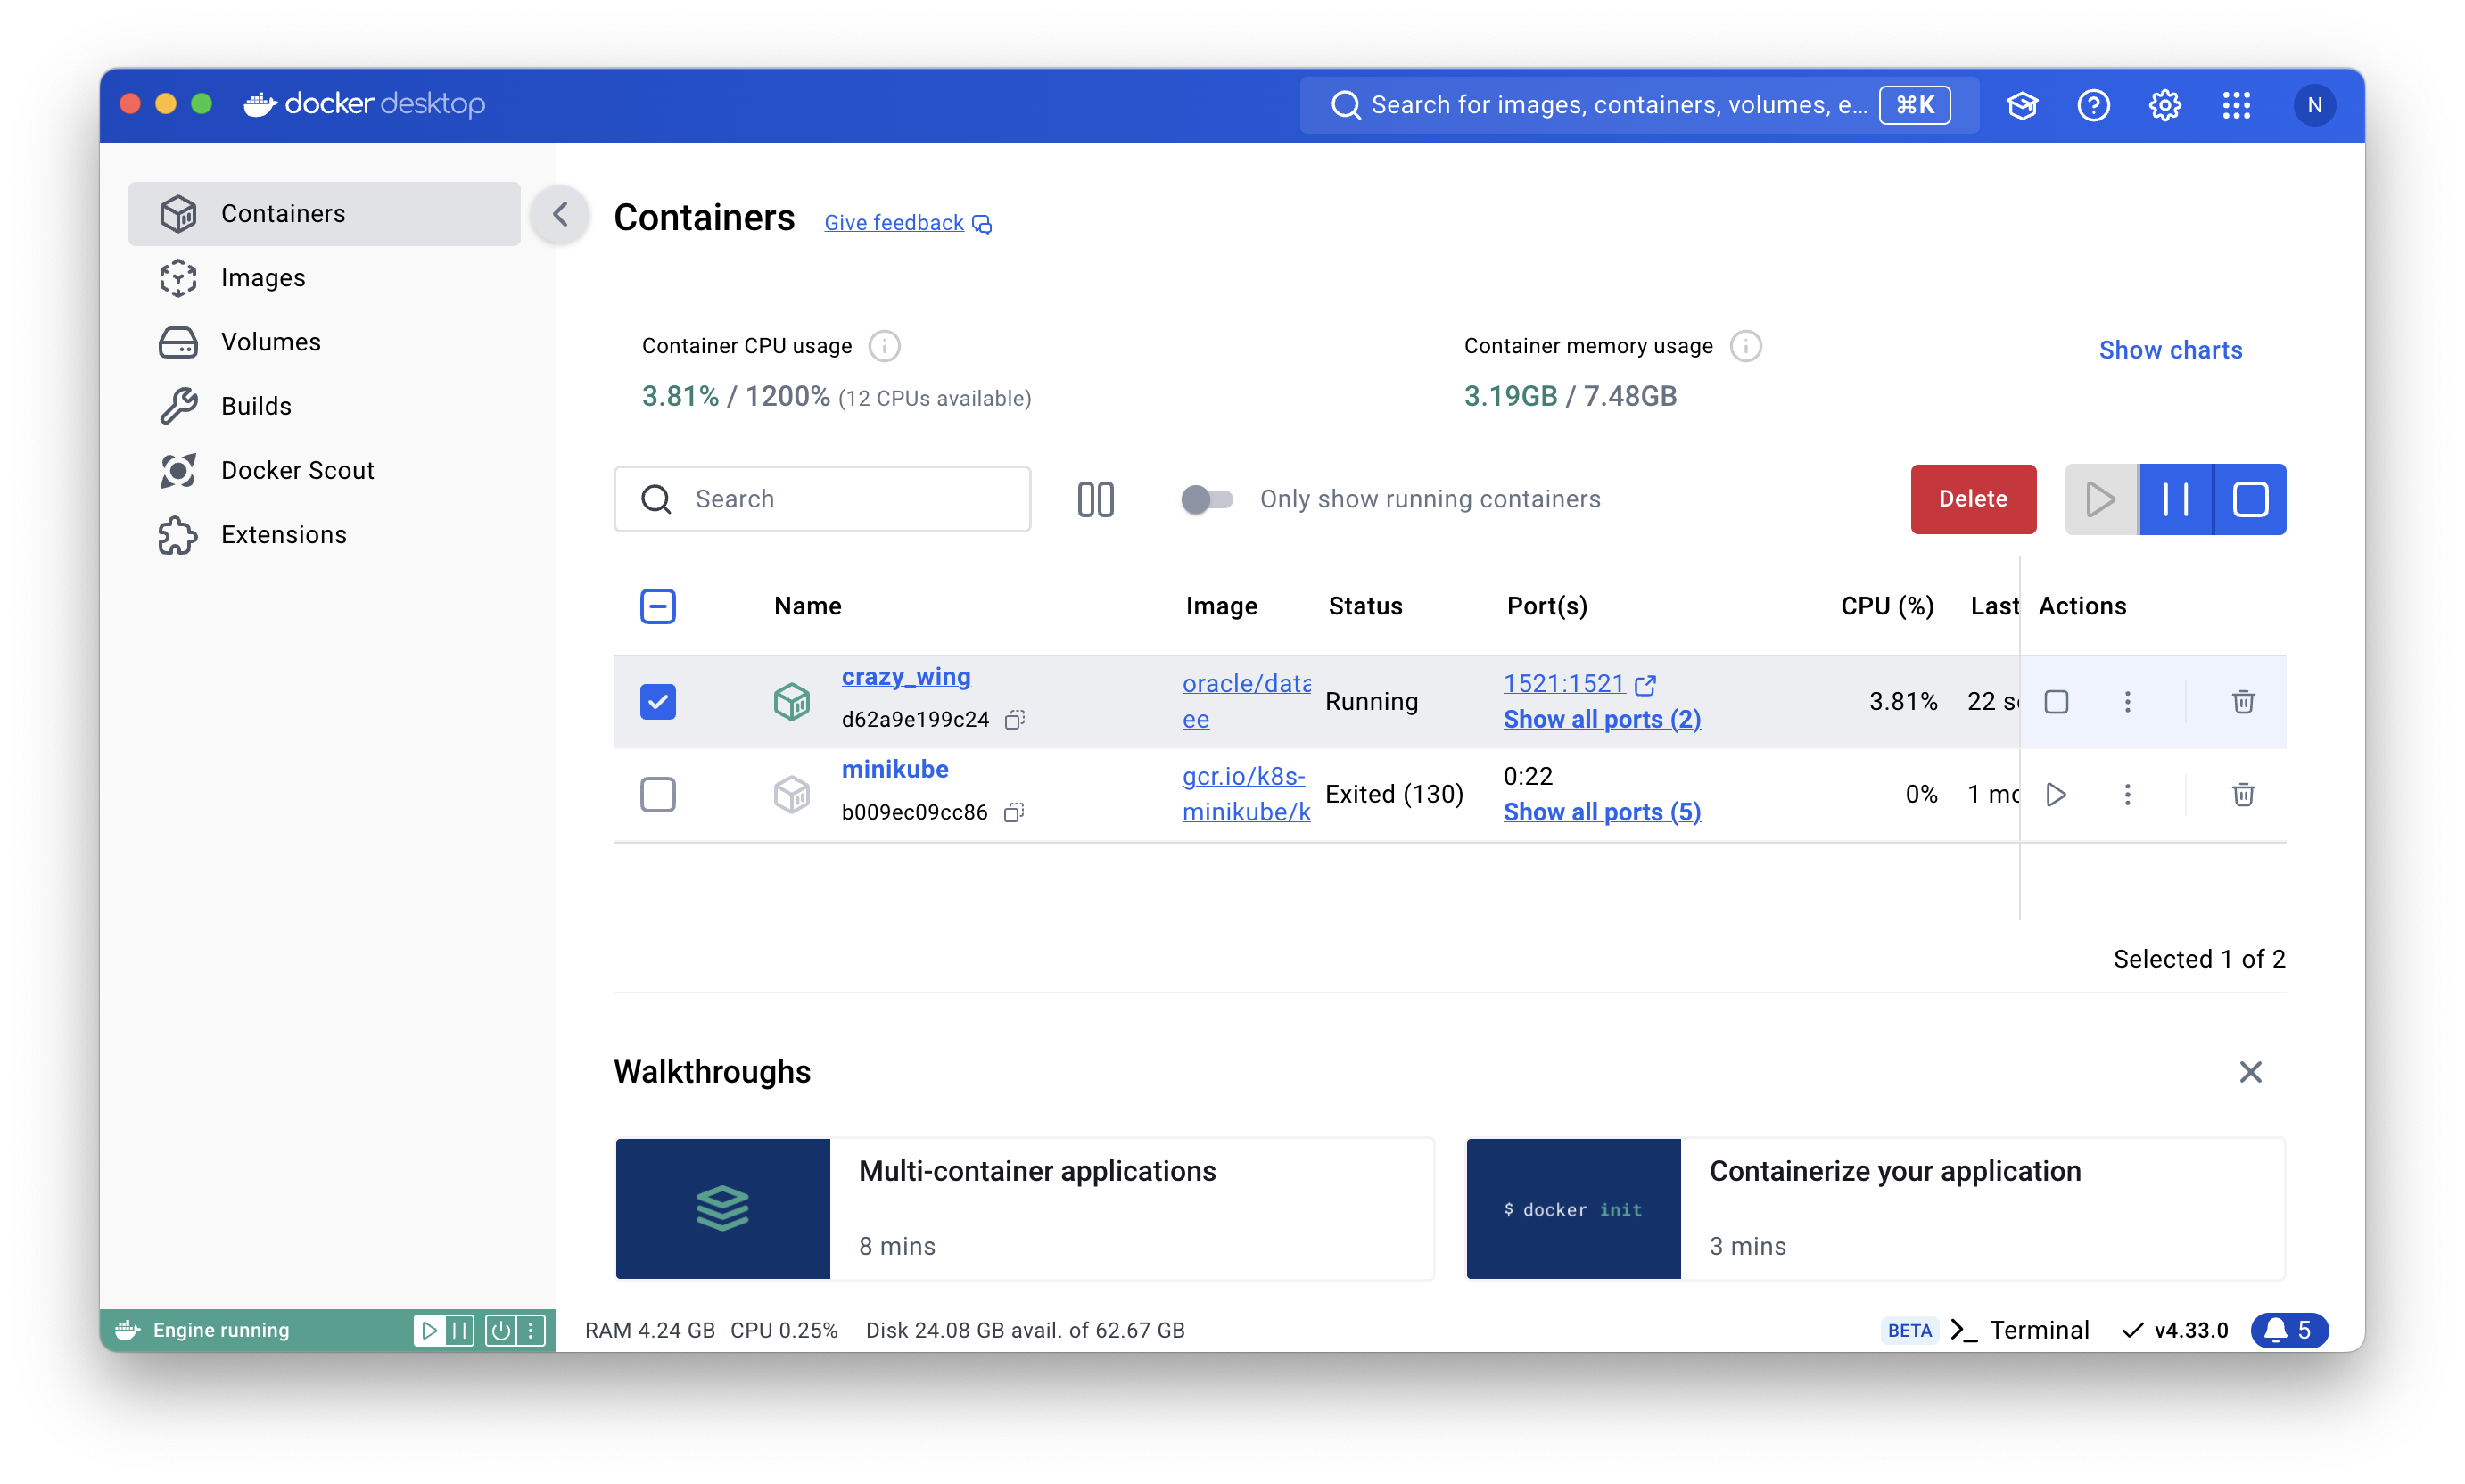 docker desktop
Search for images, containers, volumes, e... ⌘K
N
Containers
Images
Volumes
Builds
Docker Scout
Extensions
Containers Give feedback
Container CPU usage
3.81% / 1200% (12 CPUs available)
Container memory usage
3.19GB / 7.48GB
Show charts
Search
Only show running containers
Delete
Name Image Status Port(s) CPU (%) Last Actions
crazy_wing
d62a9e199c24
oracle/data
ee
Running
1521:1521
Show all ports (2)
3.81%
22 s
minikube
b009ec09cc86
gcr.io/k8s-
minikube/k
Exited (130)
0:22
Show all ports (5)
0%
1 mo
Selected 1 of 2
Walkthroughs
Multi-container applications
8 mins
$ docker init
Containerize your application
3 mins
Engine running
RAM 4.24 GB CPU 0.25% Disk 24.08 GB avail. of 62.67 GB
BETA Terminal v4.33.0 5